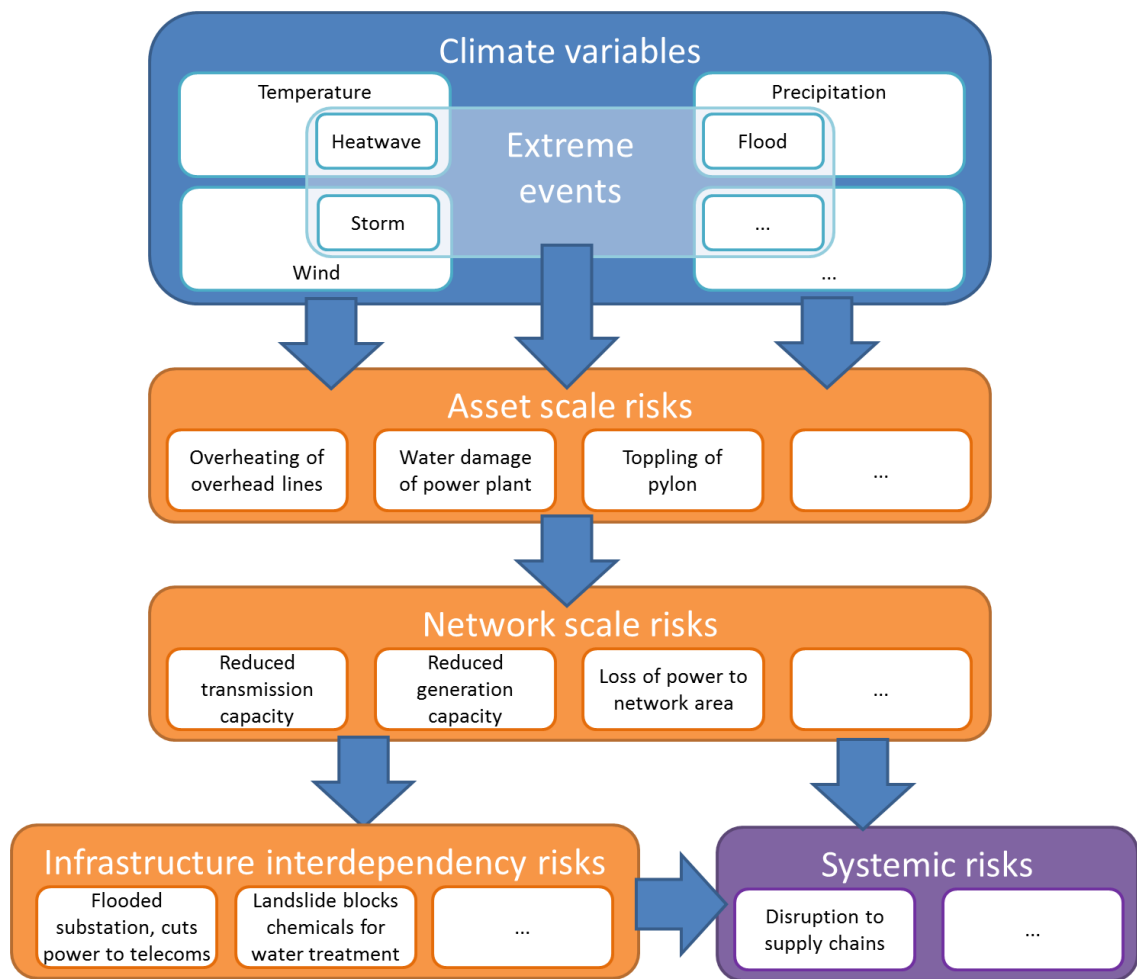 Climate variables
Temperature
Precipitation
Heatwave
Extreme
events
Flood
Storm
...
Wind
...
Asset scale risks
Overheating of
overhead lines
Water damage
of power plant
Toppling of
pylon
...
Network scale risks
Reduced
transmission
capacity
Reduced
generation
capacity
Loss of power to
network area
...
Infrastructure interdependency risks
Flooded
substation, cuts
power to telecoms
Landslide blocks
chemicals for
water treatment
...
Systemic risks
Disruption to
supply chains
...